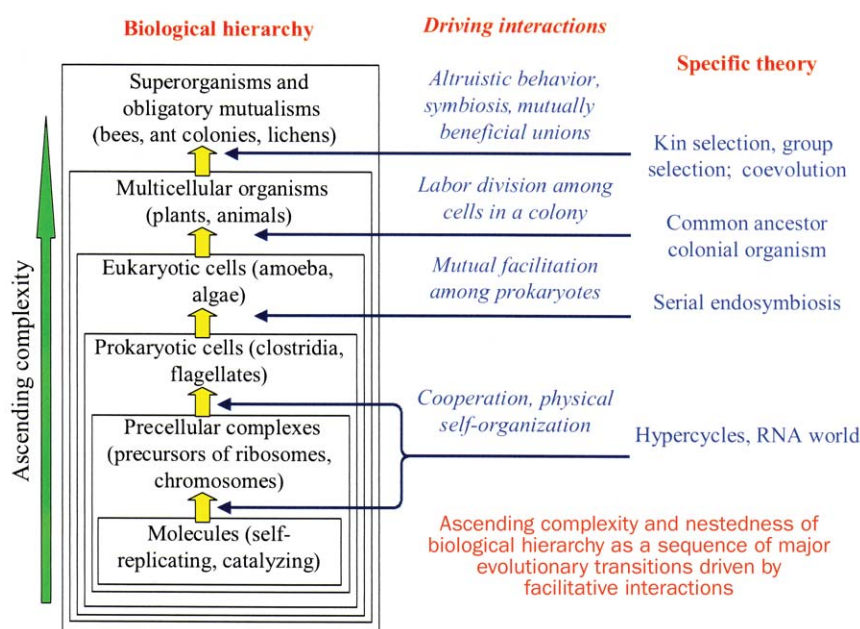 Biological hierarchy
Driving interactions
Specific theory
Superorganisms and
obligatory mutualisms
(bees, ant colonies, lichens)
Altruistic behavior,
symbiosis, mutually
beneficial unions
Kin selection, group
selection; coevolution
Multicellular organisms
(plants, animals)
Labor division among
cells in a colony
Common ancestor
colonial organism
Eukaryotic cells (amoeba,
algae)
Mutual facilitation
among prokaryotes
Serial endosymbiosis
Prokaryotic cells (clostridia,
flagellates)
Cooperation, physical
self-organization
Hypercycles, RNA world
Precellular complexes
(precursors of ribosomes,
chromosomes)
Molecules (self-
replicating, catalyzing)
Ascending complexity
Ascending complexity and nestedness of
biological hierarchy as a sequence of major
evolutionary transitions driven by
facilitative interactions